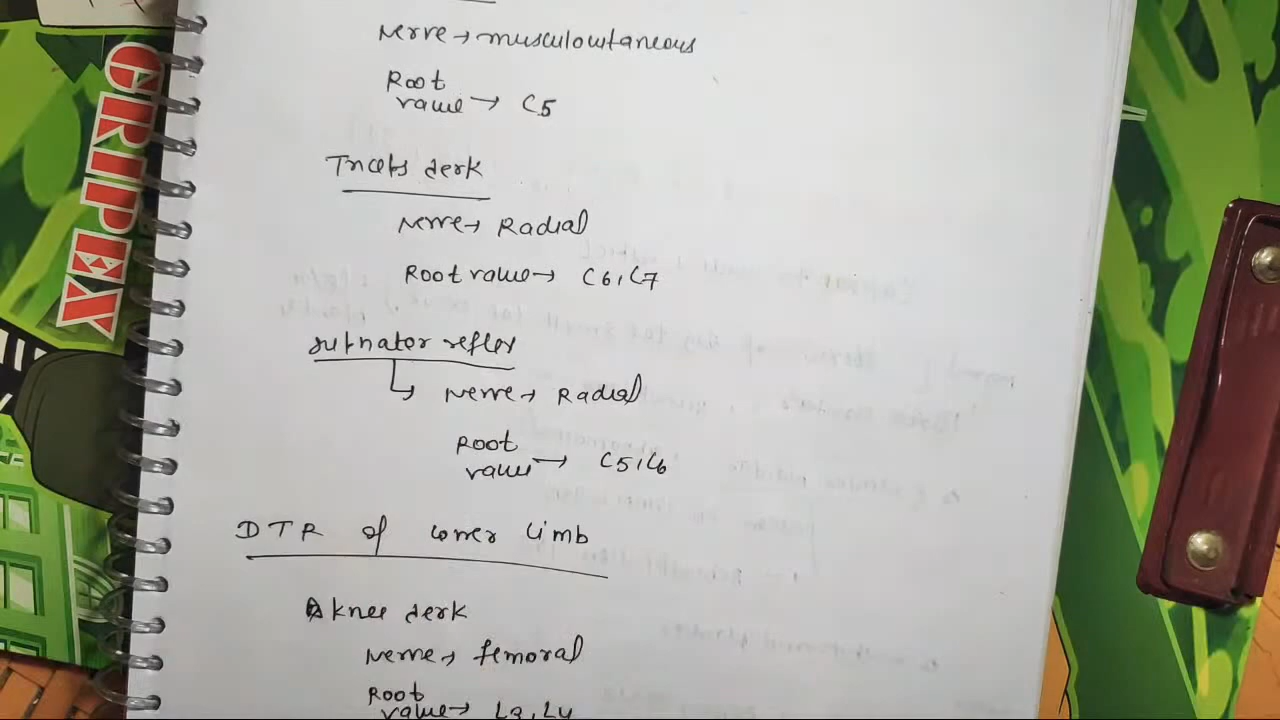 Nerve → musculocutaneous
Root value → C5
Triceps Jerk
Nerve → Radial
Root value → C6, C7
supinator reflex
Nerve → Radial
Root value → C5, C6
DTR of lower limb
knee Jerk
Nerve → femoral
Root value → L3, L4
CRIPEX